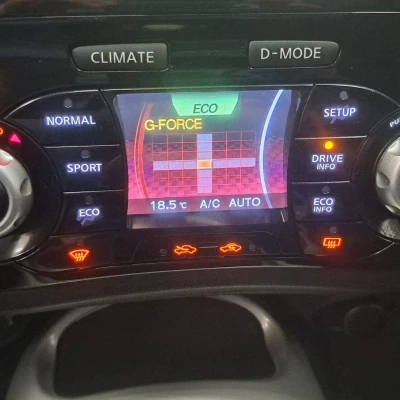 CLIMATE
D-MODE
NORMAL
ECO
SETUP
G-FORCE
SPORT
DRIVE
INFO
ECO
ECO
INFO
18.5°C A/C AUTO